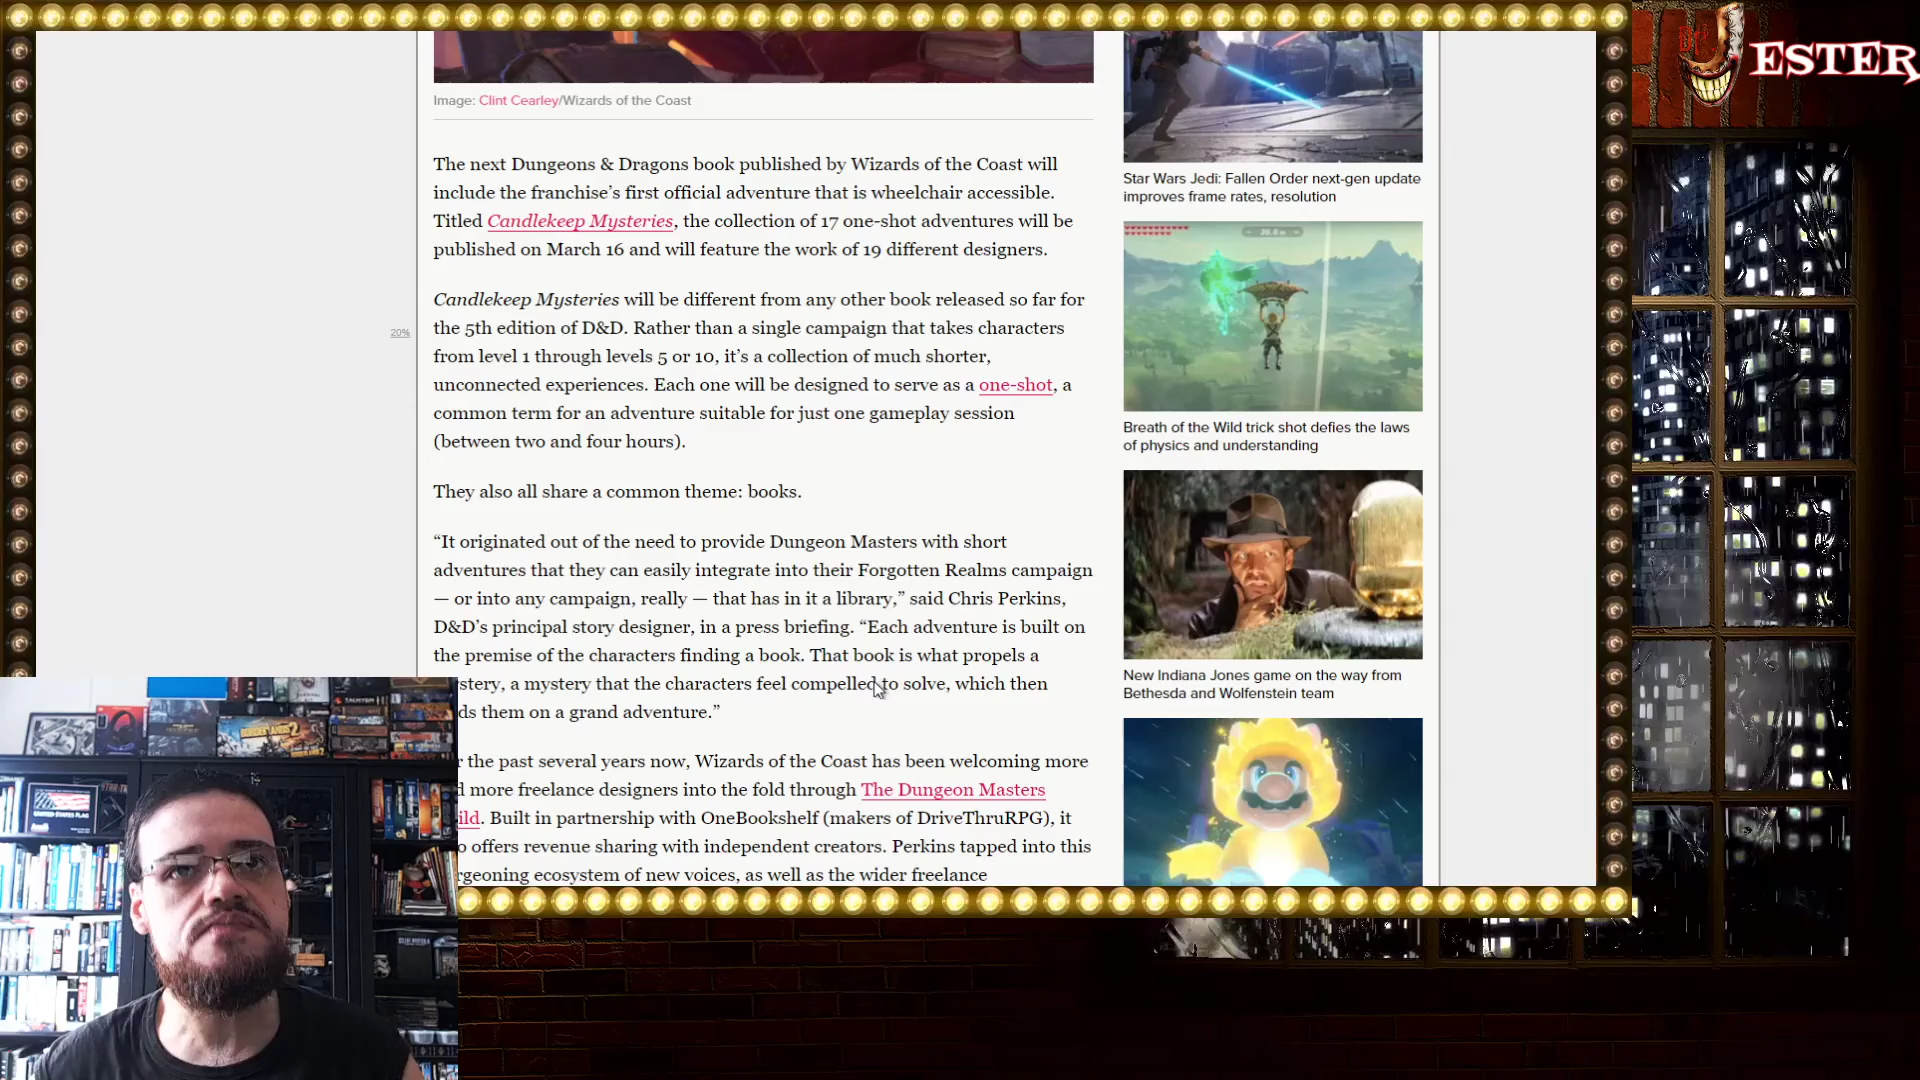 ESTER
Image: Clint Cearley/Wizards of the Coast
The next Dungeons & Dragons book published by Wizards of the Coast will
include the franchise’s first official adventure that is wheelchair accessible.
Titled Candlekeep Mysteries, the collection of 17 one-shot adventures will be
published on March 16 and will feature the work of 19 different designers.
Candlekeep Mysteries will be different from any other book released so far for
20%
the 5th edition of D&D. Rather than a single campaign that takes characters
from level 1 through levels 5 or 10, it’s a collection of much shorter,
unconnected experiences. Each one will be designed to serve as a one-shot, a
common term for an adventure suitable for just one gameplay session
(between two and four hours).
They also all share a common theme: books.
“It originated out of the need to provide Dungeon Masters with short
adventures that they can easily integrate into their Forgotten Realms campaign
— or into any campaign, really — that has in it a library,” said Chris Perkins,
D&D’s principal story designer, in a press briefing. “Each adventure is built on
the premise of the characters finding a book. That book is what propels a
stery, a mystery that the characters feel compelled to solve, which then
ds them on a grand adventure.”
r the past several years now, Wizards of the Coast has been welcoming more
d more freelance designers into the fold through The Dungeon Masters
ild. Built in partnership with OneBookshelf (makers of DriveThruRPG), it
o offers revenue sharing with independent creators. Perkins tapped into this
rgeoning ecosystem of new voices, as well as the wider freelance
Star Wars Jedi: Fallen Order next-gen update
improves frame rates, resolution
Breath of the Wild trick shot defies the laws
of physics and understanding
New Indiana Jones game on the way from
Bethesda and Wolfenstein team
BORDERLANDS 2
UNITED STATES FLAG